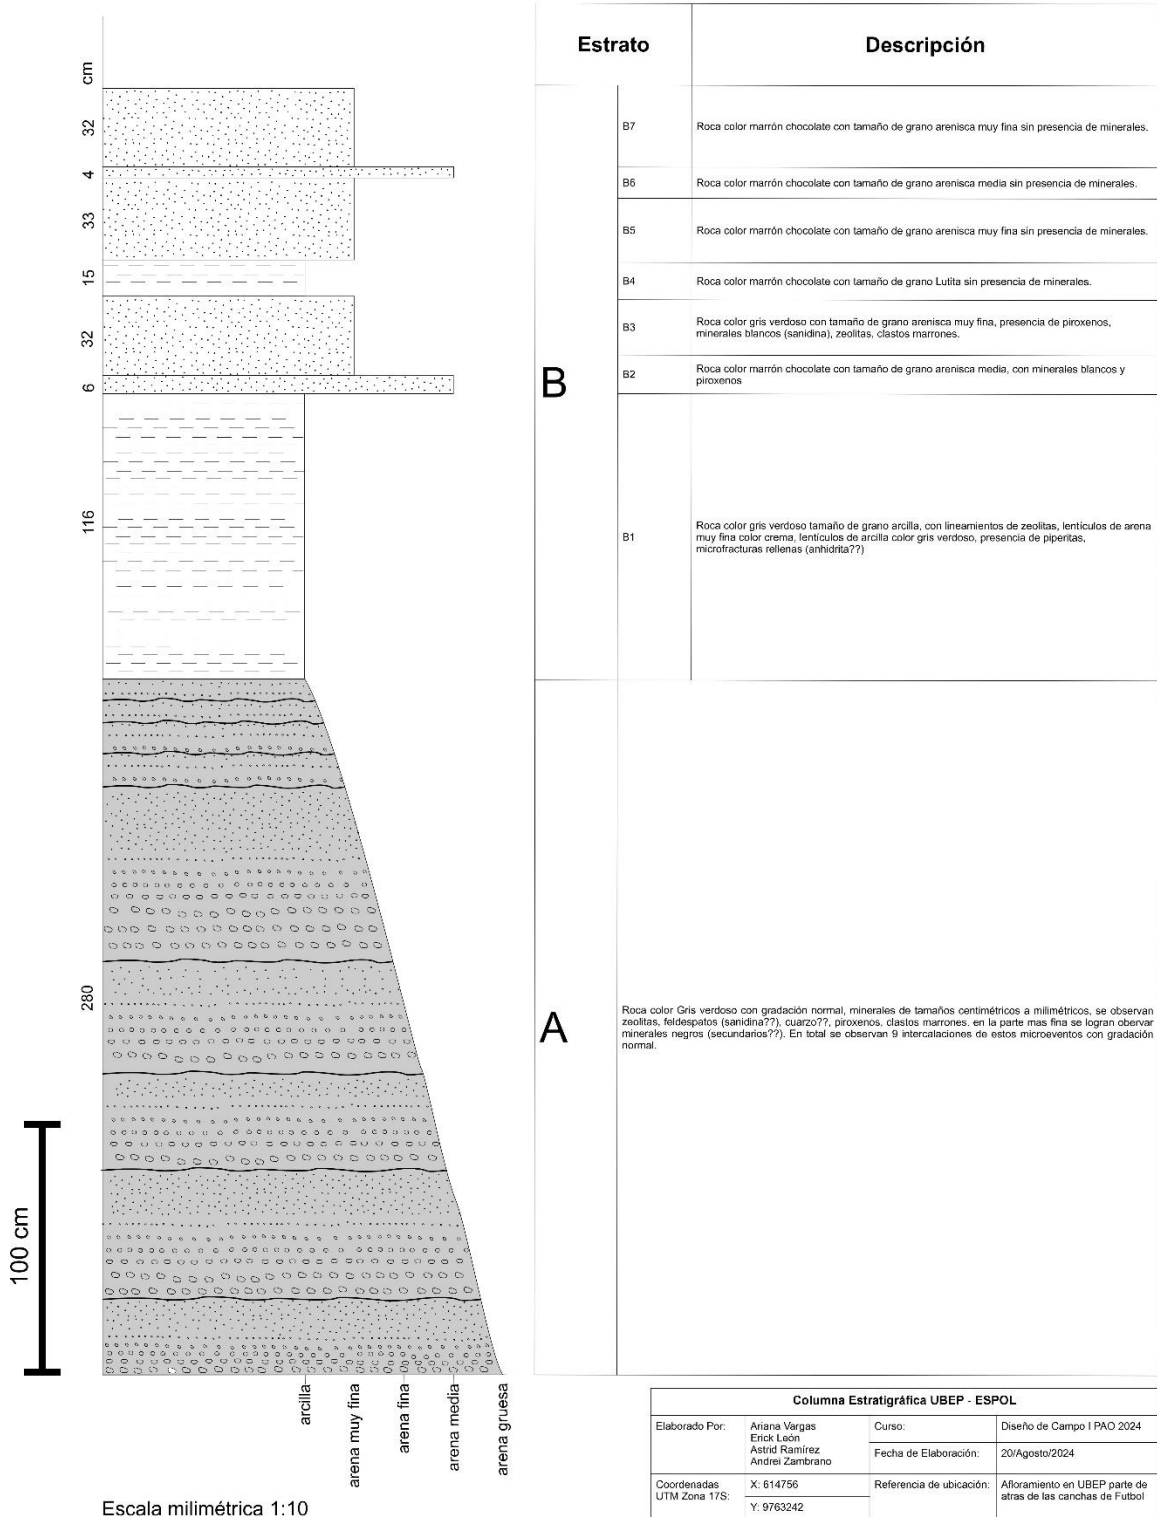 Estrato
Descripción
cm
32
4
33
15
32
6
116
280
B
B7
Roca color marrón chocolate con tamaño de grano arenisca muy fina sin presencia de minerales.
B6
Roca color marrón chocolate con tamaño de grano arenisca media sin presencia de minerales.
B5
Roca color marrón chocolate con tamaño de grano arenisca muy fina sin presencia de minerales.
B4
Roca color marrón chocolate con tamaño de grano Lutita sin presencia de minerales.
B3
Roca color gris verdoso con tamaño de grano arenisca muy fina, presencia de piroxenos,
minerales blancos (sanidina), zeolitas, clastos marrones.
B2
Roca color marrón chocolate con tamaño de grano arenisca media, con minerales blancos y
piroxenos
B1
Roca color gris verdoso tamaño de grano arcilla, con lineamientos de zeolitas, lentículos de arena
muy fina color crema, lentículos de arcilla color gris verdoso, presencia de piperitas,
microfracturas rellenas (anhidrita??)
A
Roca color Gris verdoso con gradación normal, minerales de tamaños centimétricos a milimétricos, se observan
zeolitas, feldespatos (sanidina??), cuarzo??, piroxenos, clastos marrones. en la parte mas fina se logran obervar
minerales negros (secundarios??). En total se observan 9 intercalaciones de estos microeventos con gradación
normal.
100 cm
arcilla
arena muy fina
arena fina
arena media
arena gruesa
Escala milimétrica 1:10
Columna Estratigráfica UBEP - ESPOL
Elaborado Por:
Ariana Vargas
Erick León
Astrid Ramírez
Andrei Zambrano
Curso:
Diseño de Campo I PAO 2024
Fecha de Elaboración:
20/Agosto/2024
Coordenadas
UTM Zona 17S:
X: 614756
Y: 9763242
Referencia de ubicación:
Afloramiento en UBEP parte de
atras de las canchas de Futbol